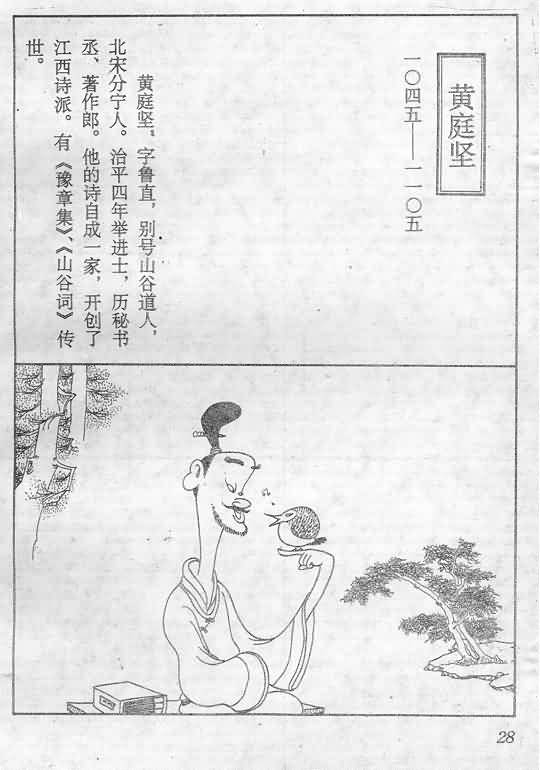 黄庭坚
一〇四五—一一〇五
黄庭坚，字鲁直，别号山谷道人，
北宋分宁人。治平四年举进士，历秘书
丞、著作郎。他的诗自成一家，开创了
江西诗派。有《豫章集》、《山谷词》传
世。
28